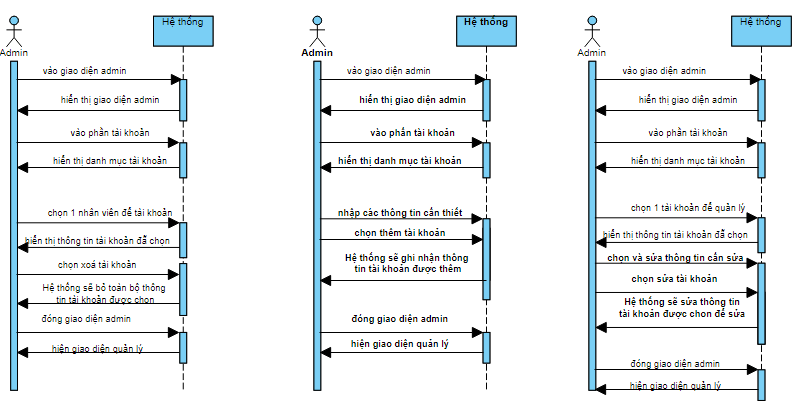 Hệ thống
Admin
vào giao diện admin
hiển thị giao diện admin
vào phần tài khoản
hiển thị danh mục tài khoản
chọn 1 nhân viên để tài khoản
hiển thị thông tin tài khoản đã chọn
chọn xoá tài khoản
Hệ thống sẽ bỏ toàn bộ thông
tin tài khoản được chọn
đóng giao diện admin
hiện giao diện quản lý
Hệ thống
Admin
vào giao diện admin
hiển thị giao diện admin
vào phần tài khoản
hiển thị danh mục tài khoản
nhập các thông tin cần thiết
chọn thêm tài khoản
Hệ thống sẽ ghi nhận thông
tin tài khoản được thêm
đóng giao diện admin
hiện giao diện quản lý
Hệ thống
Admin
vào giao diện admin
hiển thị giao diện admin
vào phần tài khoản
hiển thị danh mục tài khoản
chọn 1 tài khoản để quản lý
hiển thị thông tin tài khoản đã chọn
chọn và sửa thông tin cần sửa
chọn sửa tài khoản
Hệ thống sẽ sửa thông tin
tài khoản được chọn để sửa
đóng giao diện admin
hiện giao diện quản lý